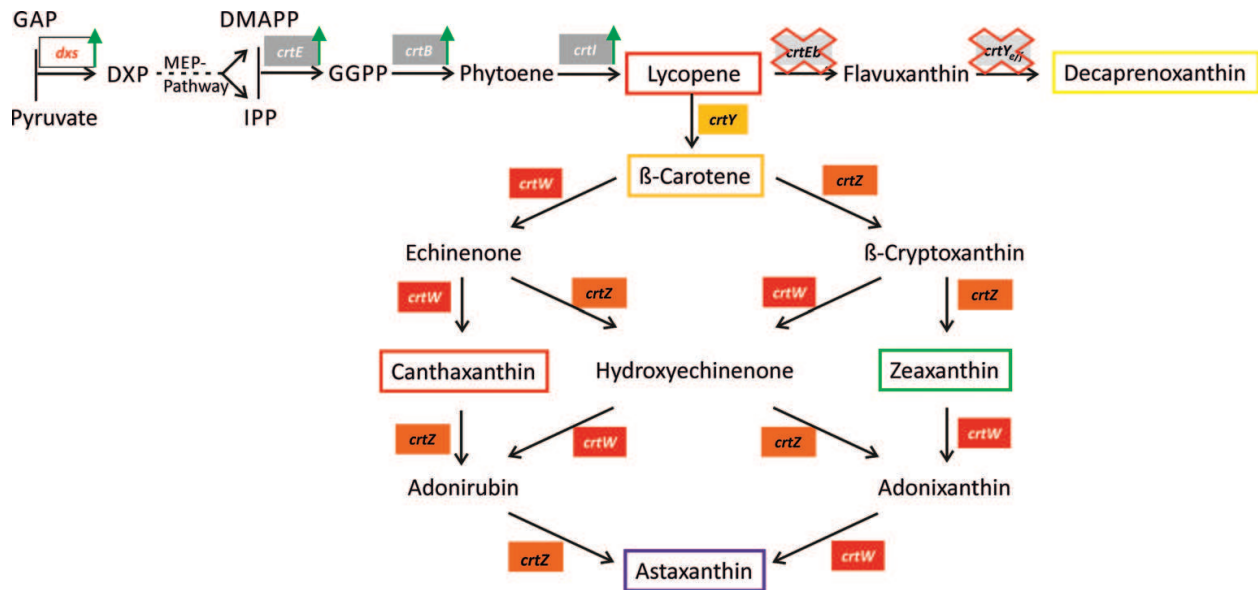 GAP
DMAPP
dxs
crtE
crtB
crtI
crtEb
crtYe/f
DXP
MEP-
Pathway
GGPP
Phytoene
Lycopene
Flavuxanthin
Decaprenoxanthin
Pyruvate
IPP
crtY
ß-Carotene
crtW
crtZ
Echinenone
ß-Cryptoxanthin
crtW
crtZ
crtW
crtZ
Canthaxanthin
Hydroxyechinenone
Zeaxanthin
crtZ
crtW
crtZ
crtW
Adonirubin
Adonixanthin
crtZ
Astaxanthin
crtW